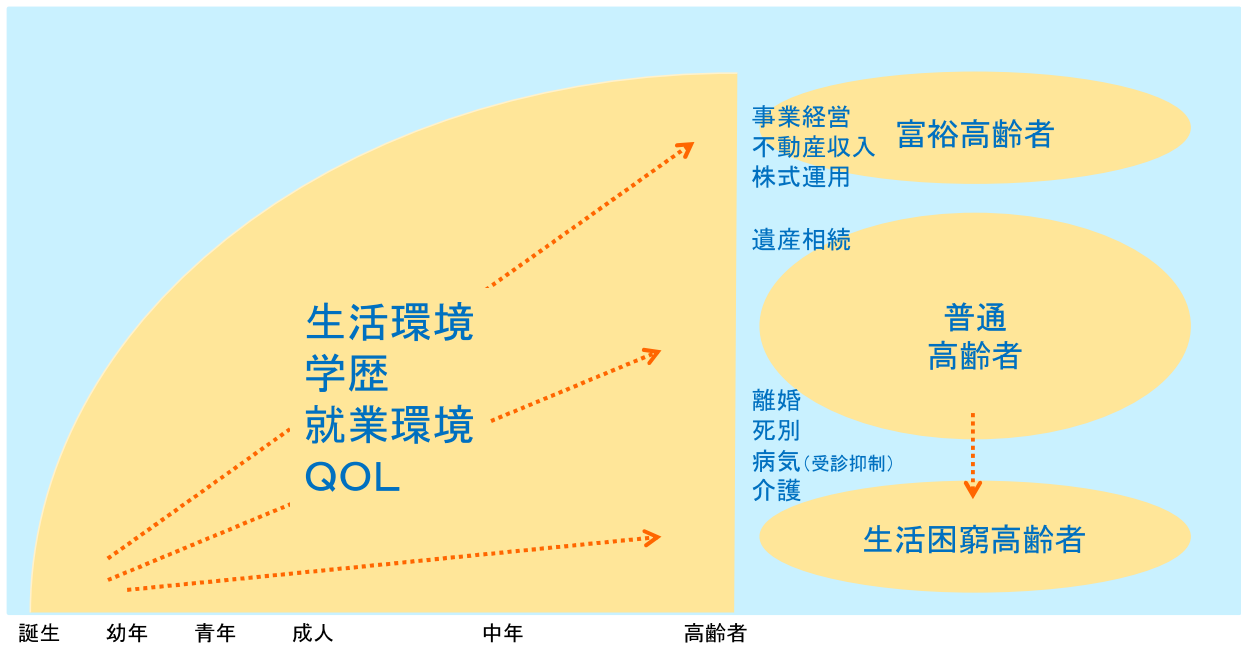 事業経営
不動産収入
株式運用
富裕高齢者
遺産相続
生活環境
学歴
就業環境
QOL
普通
高齢者
離婚
死別
病気(受診抑制)
介護
生活困窮高齢者
誕生
幼年
青年
成人
中年
高齢者